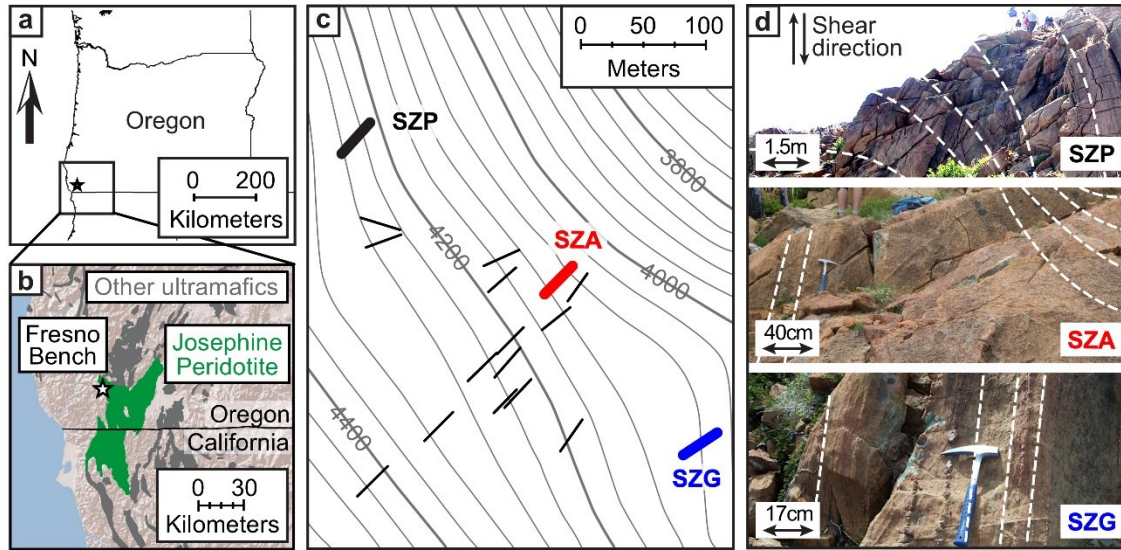 a
N
Oregon
0 200
Kilometers
b
Other ultramafics
Fresno
Bench
Josephine
Peridotite
Oregon
California
0 30
Kilometers
c
0 50 100
Meters
SZP
3800
4200
SZA
4000
4400
SZG
d
Shear
direction
1.5m
SZP
40cm
SZA
17cm
SZG